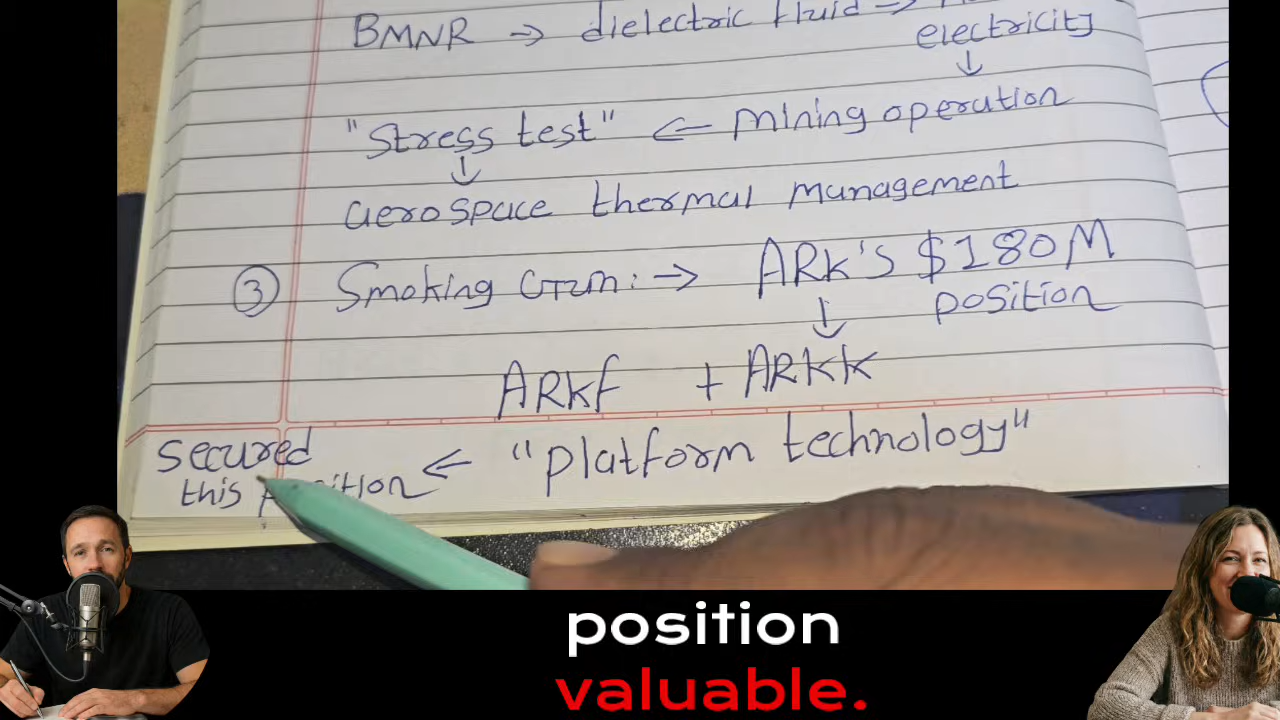 BMNR → dielectric fluid →
electricity
↓
"stress test" ← mining operation
↓
aerospace thermal management
③ Smoking Gun: → ARK's $180M
position
↓
ARKF + ARKK
secured ← "platform technology"
this position
position
valuable.